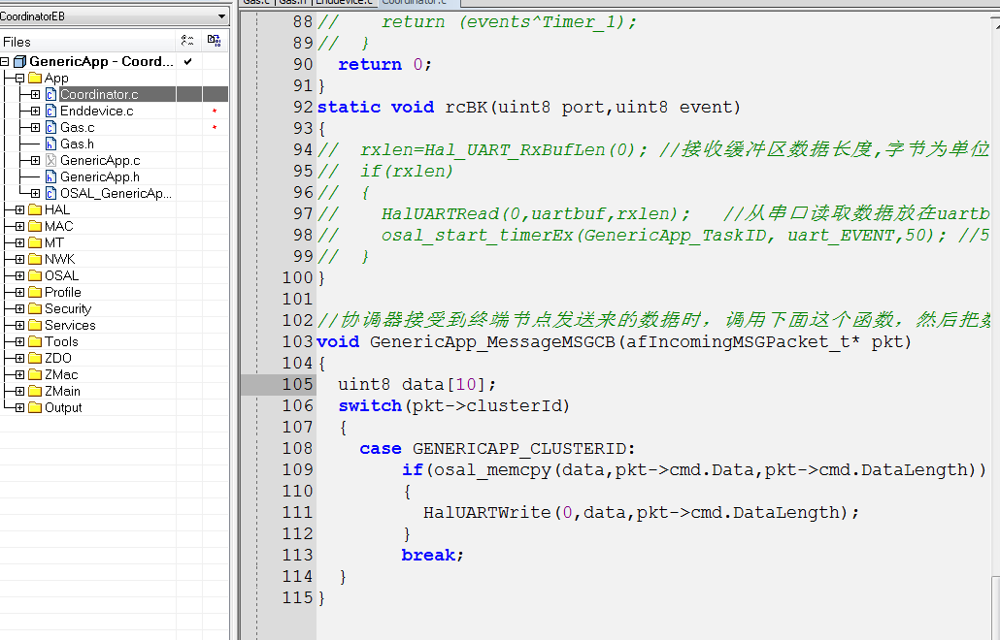 CoordinatorEB
Files
GenericApp - Coord...
App
Coordinator.c
Enddevice.c
Gas.c
Gas.h
GenericApp.c
GenericApp.h
OSAL_GenericAp...
HAL
MAC
MT
NWK
OSAL
Profile
Security
Services
Tools
ZDO
ZMac
ZMain
Output
Gas.c | Gas.h | Enddevice.c Coordinator.c
88 // return (events^Timer_1);
89 // }
90 return 0;
91 }
92 static void rcBK(uint8 port,uint8 event)
93 {
94 // rxlen=Hal_UART_RxBufLen(0); //接收缓冲区数据长度,字节为单位
95 // if(rxlen)
96 // {
97 // HalUARTRead(0,uartbuf,rxlen); //从串口读取数据放在uartb
98 // osal_start_timerEx(GenericApp_TaskID, uart_EVENT,50); //5
99 // }
100 }
101
102 //协调器接受到终端节点发送来的数据时，调用下面这个函数，然后把数
103 void GenericApp_MessageMSGCB(afIncomingMSGPacket_t* pkt)
104 {
105 uint8 data[10];
106 switch(pkt->clusterId)
107 {
108 case GENERICAPP_CLUSTERID:
109 if(osal_memcpy(data,pkt->cmd.Data,pkt->cmd.DataLength))
110 {
111 HalUARTWrite(0,data,pkt->cmd.DataLength);
112 }
113 break;
114 }
115 }